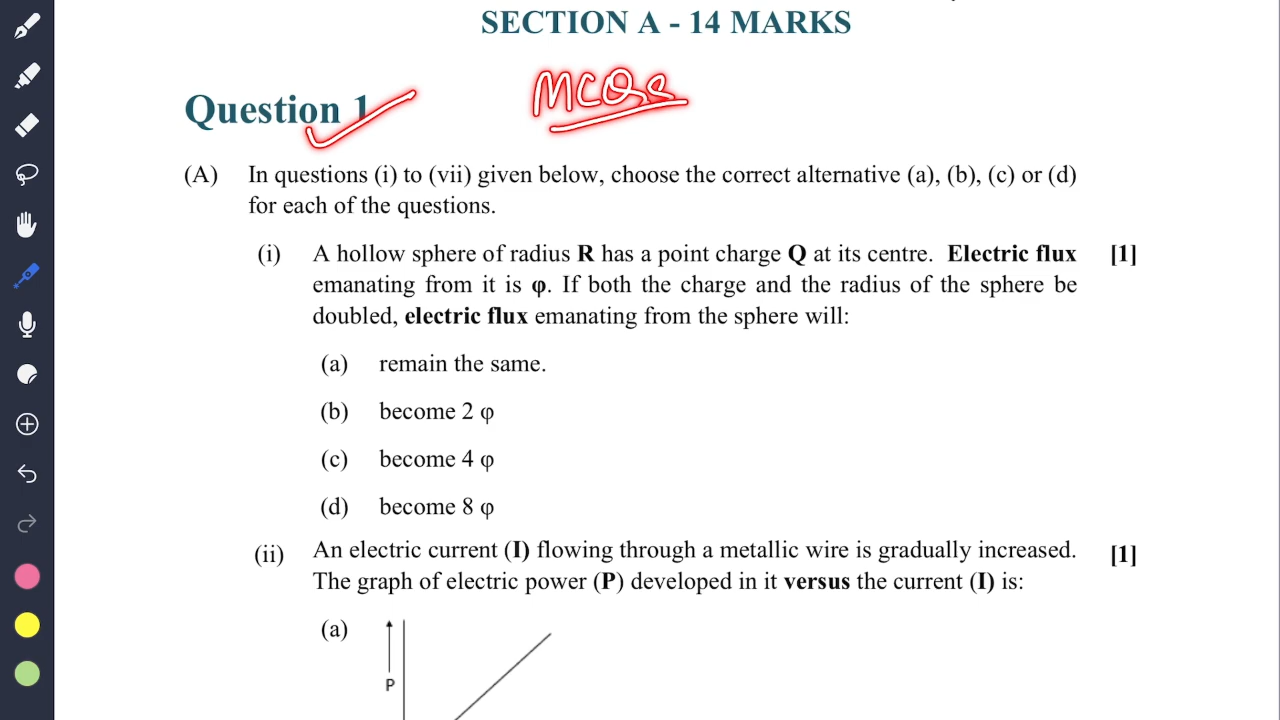 SECTION A - 14 MARKS
MCQs
Question 1
(A) In questions (i) to (vii) given below, choose the correct alternative (a), (b), (c) or (d)
for each of the questions.
(i) A hollow sphere of radius R has a point charge Q at its centre. Electric flux [1]
emanating from it is φ. If both the charge and the radius of the sphere be
doubled, electric flux emanating from the sphere will:
(a) remain the same.
(b) become 2 φ
(c) become 4 φ
(d) become 8 φ
(ii) An electric current (I) flowing through a metallic wire is gradually increased. [1]
The graph of electric power (P) developed in it versus the current (I) is:
(a)
P